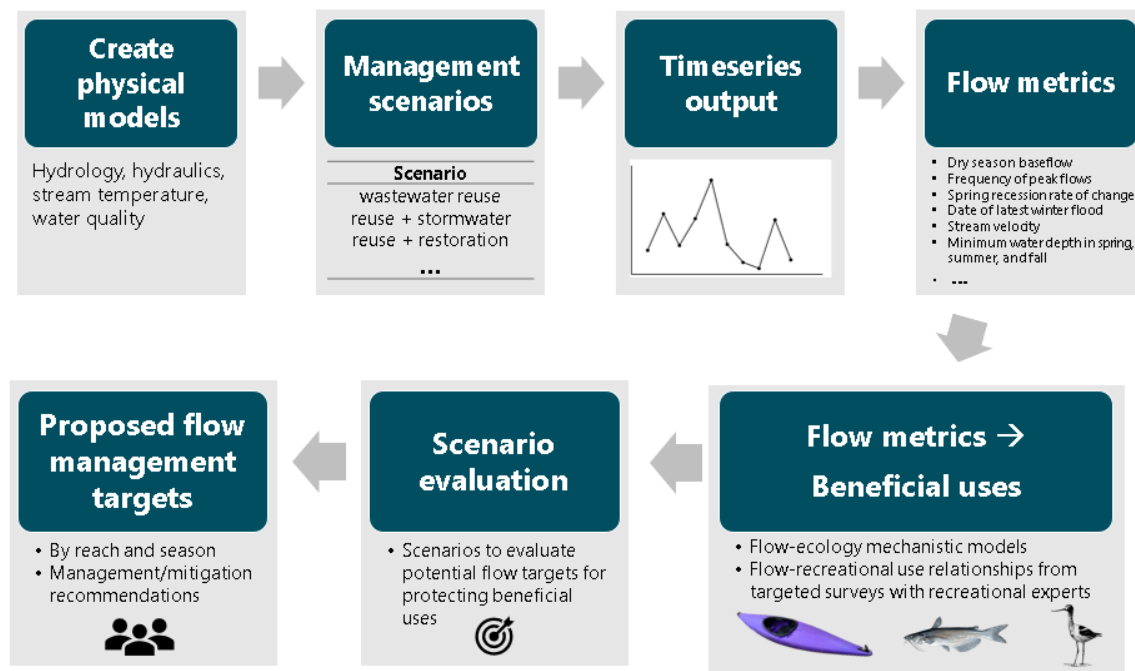 Create
physical
models
Hydrology, hydraulics,
stream temperature,
water quality
Management
scenarios
Scenario
wastewater reuse
reuse + stormwater
reuse + restoration
...
Timeseries
output
Flow metrics
▪ Dry season baseflow
▪ Frequency of peak flows
▪ Spring recession rate of change
▪ Date of latest winter flood
▪ Stream velocity
▪ Minimum water depth in spring,
summer, and fall
▪ ...
Flow metrics →
Beneficial uses
• Flow-ecology mechanistic models
• Flow-recreational use relationships from
targeted surveys with recreational experts
Scenario
evaluation
• Scenarios to evaluate
potential flow targets for
protecting beneficial
uses
Proposed flow
management
targets
• By reach and season
• Management/mitigation
recommendations